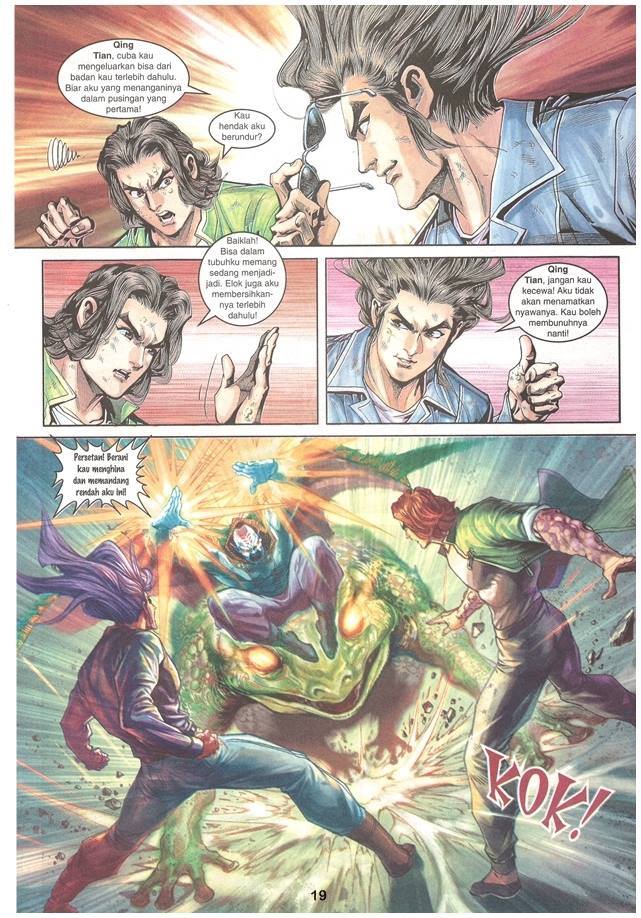 Qing
Tian, cuba kau
mengeluarkan bisa dari
badan kau terlebih dahulu.
Biar aku yang menanganinya
dalam pusingan yang
pertama!
Kau
hendak aku
berundur?
Baiklah!
Bisa dalam
tubuhku memang
sedang menjadi-
jadi. Elok juga aku
membersihkan-
nya terlebih
dahulu!
Qing
Tian, jangan kau
kecewa! Aku tidak
akan menamatkan
nyawanya. Kau boleh
membunuhnya
nanti!
Persetan! Berani
kau menghina
dan memandang
rendah aku ini!
KOK!
19